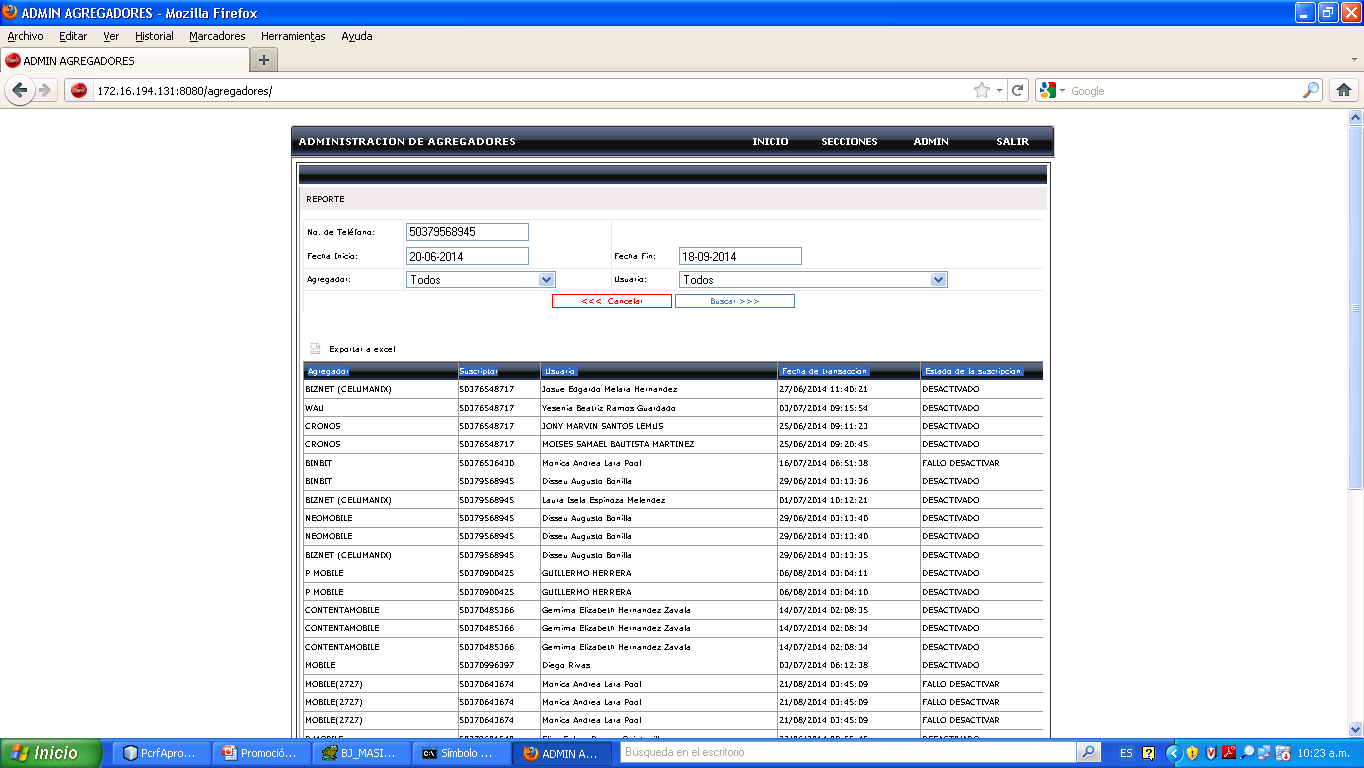 ADMIN AGREGADORES - Mozilla Firefox
Archivo Editar Ver Historial Marcadores Herramientas Ayuda
ADMIN AGREGADORES
172.16.194.131:8080/agregadores/ Google
ADMINISTRACION DE AGREGADORES INICIO SECCIONES ADMIN SALIR
REPORTE
No. de Teléfono: 50379568945
Fecha Inicio: 20-06-2014 Fecha Fin: 18-09-2014
Agregador: Todos Usuario: Todos
<<< Cancelar Buscar >>>
Exportar a excel
Agregador Suscriptor Usuario Fecha de transaccion Estado de la suscripcion
BIZNET (CELUMANIX) 50376548717 Josue Edgardo Melara Hernandez 27/06/2014 11:40:21 DESACTIVADO
WAU 50376548717 Yesenia Beatriz Ramos Guardado 03/07/2014 09:15:54 DESACTIVADO
CRONOS 50376548717 JONY MARVIN SANTOS LEMUS 25/06/2014 09:11:23 DESACTIVADO
CRONOS 50376548717 MOISES SAMAEL BAUTISTA MARTINEZ 25/06/2014 09:20:45 DESACTIVADO
BINBIT 50376536430 Monica Andrea Lara Pool 16/07/2014 06:51:38 FALLO DESACTIVAR
BINBIT 50379568945 Disseu Augusto Bonilla 29/06/2014 03:13:36 DESACTIVADO
BIZNET (CELUMANIX) 50379568945 Laura Isela Espinoza Melendez 01/07/2014 10:12:21 DESACTIVADO
NEOMOBILE 50379568945 Disseu Augusto Bonilla 29/06/2014 03:13:40 DESACTIVADO
NEOMOBILE 50379568945 Disseu Augusto Bonilla 29/06/2014 03:13:40 DESACTIVADO
BIZNET (CELUMANIX) 50379568945 Disseu Augusto Bonilla 29/06/2014 03:13:35 DESACTIVADO
P MOBILE 50370900425 GUILLERMO HERRERA 06/08/2014 03:04:11 DESACTIVADO
P MOBILE 50370900425 GUILLERMO HERRERA 06/08/2014 03:04:10 DESACTIVADO
CONTENTAMOBILE 50370485366 Gemima Elizabeth Hernandez Zavala 14/07/2014 02:08:35 DESACTIVADO
CONTENTAMOBILE 50370485366 Gemima Elizabeth Hernandez Zavala 14/07/2014 02:08:34 DESACTIVADO
CONTENTAMOBILE 50370485366 Gemima Elizabeth Hernandez Zavala 14/07/2014 02:08:34 DESACTIVADO
MOBILE 50370996397 Diego Rivas 03/07/2014 06:12:38 DESACTIVADO
MOBILE(2727) 50370643674 Monica Andrea Lara Pool 21/08/2014 03:45:09 FALLO DESACTIVAR
MOBILE(2727) 50370643674 Monica Andrea Lara Pool 21/08/2014 03:45:09 FALLO DESACTIVAR
MOBILE(2727) 50370643674 Monica Andrea Lara Pool 21/08/2014 03:45:09 FALLO DESACTIVAR
Inicio PcrfApro... Promoció... BJ_MASI... Símbolo ... ADMIN A... Búsqueda en el escritorio ES 10:23 a.m.